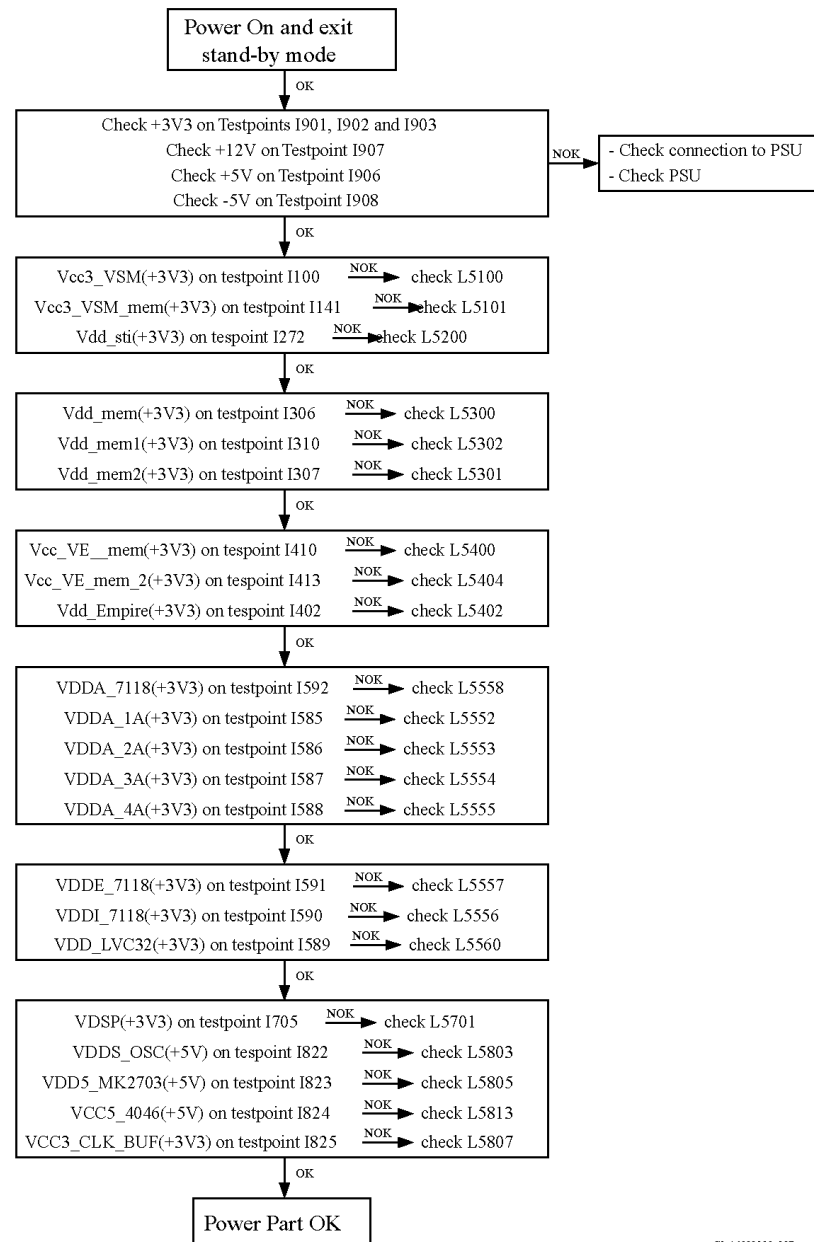 Power On and exit
stand-by mode
OK
Check +3V3 on Testpoints I901, I902 and I903
Check +12V on Testpoint I907
Check +5V on Testpoint I906
Check -5V on Testpoint I908
NOK
- Check connection to PSU
- Check PSU
OK
Vcc3_VSM(+3V3) on testpoint I100 NOK check L5100
Vcc3_VSM_mem(+3V3) on testpoint I141 NOK check L5101
Vdd_sti(+3V3) on tespoint I272 NOK check L5200
OK
Vdd_mem(+3V3) on testpoint I306 NOK check L5300
Vdd_mem1(+3V3) on testpoint I310 NOK check L5302
Vdd_mem2(+3V3) on testpoint I307 NOK check L5301
OK
Vcc_VE__mem(+3V3) on tespoint I410 NOK check L5400
Vcc_VE_mem_2(+3V3) on testpoint I413 NOK check L5404
Vdd_Empire(+3V3) on testpoint I402 NOK check L5402
OK
VDDA_7118(+3V3) on testpoint I592 NOK check L5558
VDDA_1A(+3V3) on testpoint I585 NOK check L5552
VDDA_2A(+3V3) on testpoint I586 NOK check L5553
VDDA_3A(+3V3) on testpoint I587 NOK check L5554
VDDA_4A(+3V3) on testpoint I588 NOK check L5555
OK
VDDE_7118(+3V3) on testpoint I591 NOK check L5557
VDDI_7118(+3V3) on testpoint I590 NOK check L5556
VDD_LVC32(+3V3) on testpoint I589 NOK check L5560
OK
VDSP(+3V3) on testpoint I705 NOK check L5701
VDDS_OSC(+5V) on tespoint I822 NOK check L5803
VDD5_MK2703(+5V) on testpoint I823 NOK check L5805
VCC5_4046(+5V) on testpoint I824 NOK check L5813
VCC3_CLK_BUF(+3V3) on testpoint I825 NOK check L5807
OK
Power Part OK